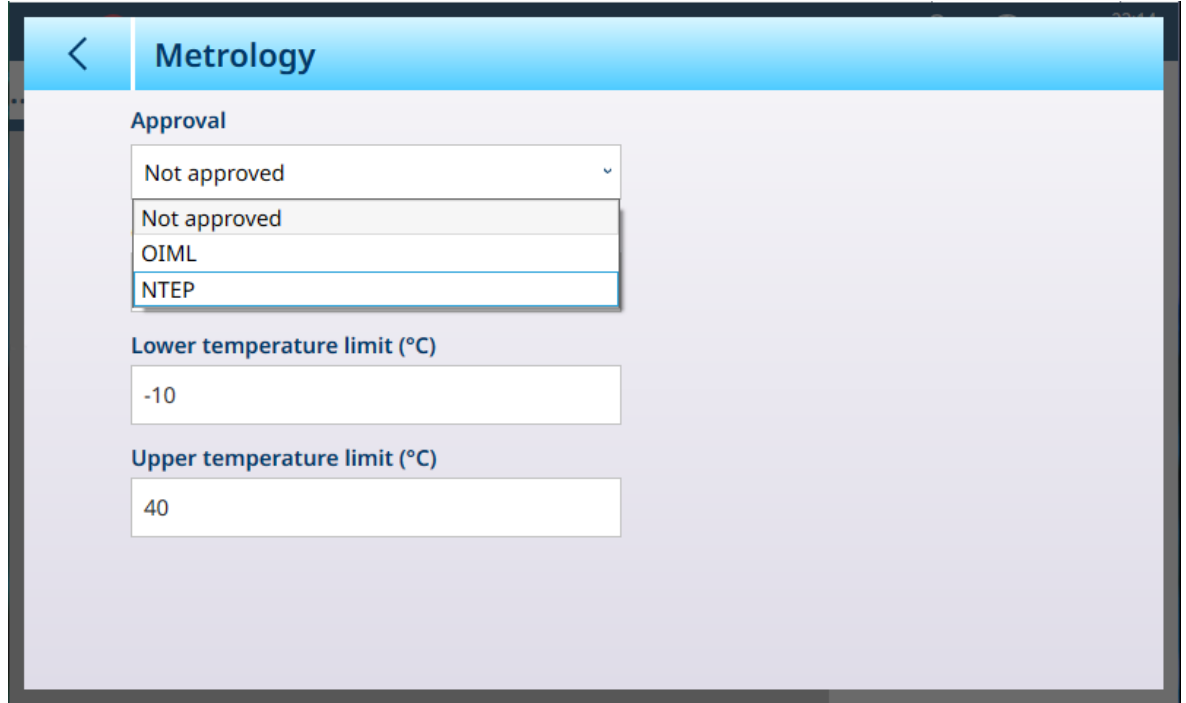 Metrology
Approval
Not approved
Not approved
OIML
NTEP
Lower temperature limit (°C)
-10
Upper temperature limit (°C)
40